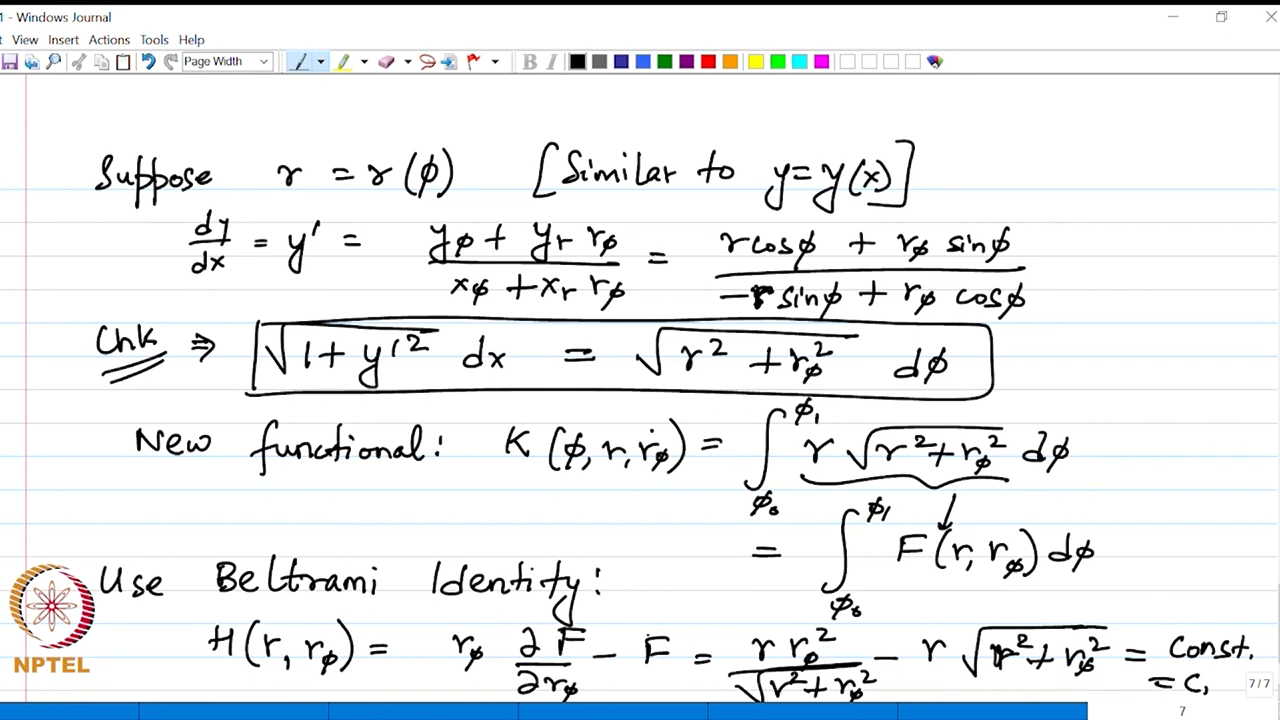 1 - Windows Journal
View Insert Actions Tools Help
Page Width
B I
Suppose r = r(ϕ) [Similar to y = y(x)]
dy/dx = y' = (yϕ + yr rϕ)/(xϕ + xr rϕ) = (r cosϕ + rϕ sinϕ)/(-r sinϕ + rϕ cosϕ)
Chk ⇒ √(1 + y'²) dx = √(r² + rϕ²) dϕ
New functional: K(ϕ, r, rϕ) = ∫_ϕ₀^ϕ₁ r √(r² + rϕ²) dϕ
= ∫_ϕ₀^ϕ₁ F(r, rϕ) dϕ
Use Beltrami Identity:
H(r, rϕ) = rϕ ∂F/∂rϕ - F = r rϕ²/√(r² + rϕ²) - r √(r² + rϕ²) = Const.
= C₁
NPTEL
7/7
7